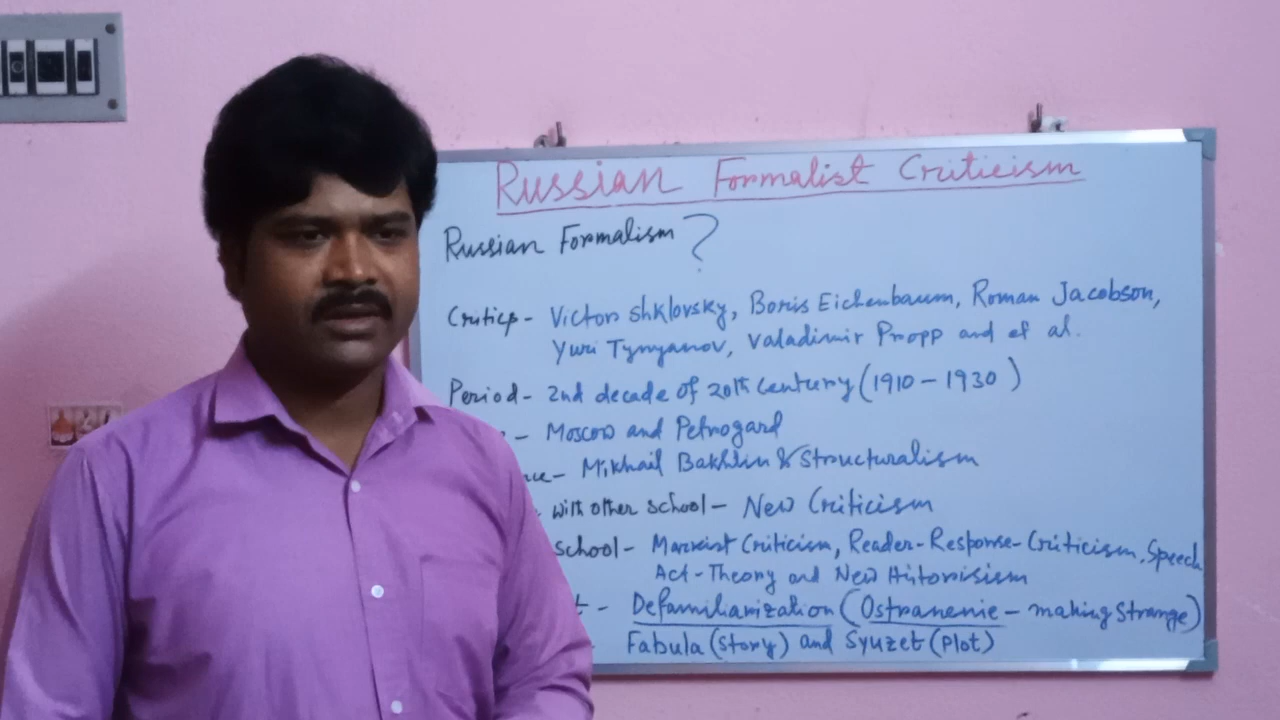 Russian Formalist Criticism
Russian Formalism ?
Critics - Victor Shklovsky, Boris Eichenbaum, Roman Jacobson,
Yuri Tynyanov, Valadimir Propp and et al.
Period - 2nd decade of 20th Century (1910 - 1930)
- Moscow and Petrogard
- Mikhail Bakhtin & Structuralism
with other school - New Criticism
school - Marxist Criticism, Reader-Response-Criticism, Speech
Act-Theory and New Historisism
- Defamiliarization (Ostranenie - making Strange)
Fabula (story) and Syuzet (Plot)